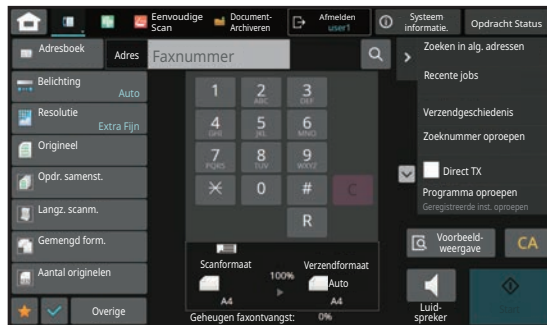 Eenvoudige
Scan
Document-
Archiveren
Afmelden
user1
Systeem
informatie.
Opdracht Status
Adresboek
Adres
Faxnummer
Belichting
Auto
Resolutie
Extra Fijn
Origineel
Opdr. samenst.
Langz. scanm.
Gemengd form.
Aantal originelen
Overige
1
2
ABC
3
DEF
4
GHI
5
JKL
6
MNO
7
PQRS
8
TUV
9
WXYZ
0
#
C
R
Scanformaat
100%
Verzendformaat
Auto
A4
A4
Geheugen faxontvangst: 0%
Zoeken in alg. adressen
Recente jobs
Verzendgeschiedenis
Zoeknummer oproepen
Direct TX
Programma oproepen
Geregistreerde inst. oproepen
Voorbeeld-
weergave
CA
Luid-
spreker
Start